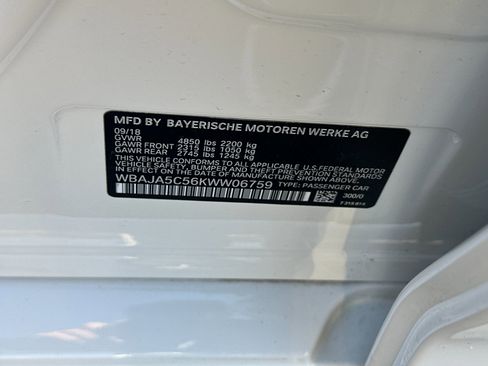 MFD BY BAYERISCHE MOTOREN WERKE AG
09/18
GVWR 4850 lbs 2200 kg
GAWR FRONT 2315 lbs 1050 kg
GAWR REAR 2745 lbs 1245 kg
THIS VEHICLE CONFORMS TO ALL APPLICABLE U.S. FEDERAL MOTOR
VEHICLE SAFETY, BUMPER, AND THEFT PREVENTION STANDARDS
IN EFFECT ON THE DATE OF MANUFACTURE SHOWN ABOVE.
WBAJA5C56KWW06759 TYPE: PASSENGER CAR
300/0